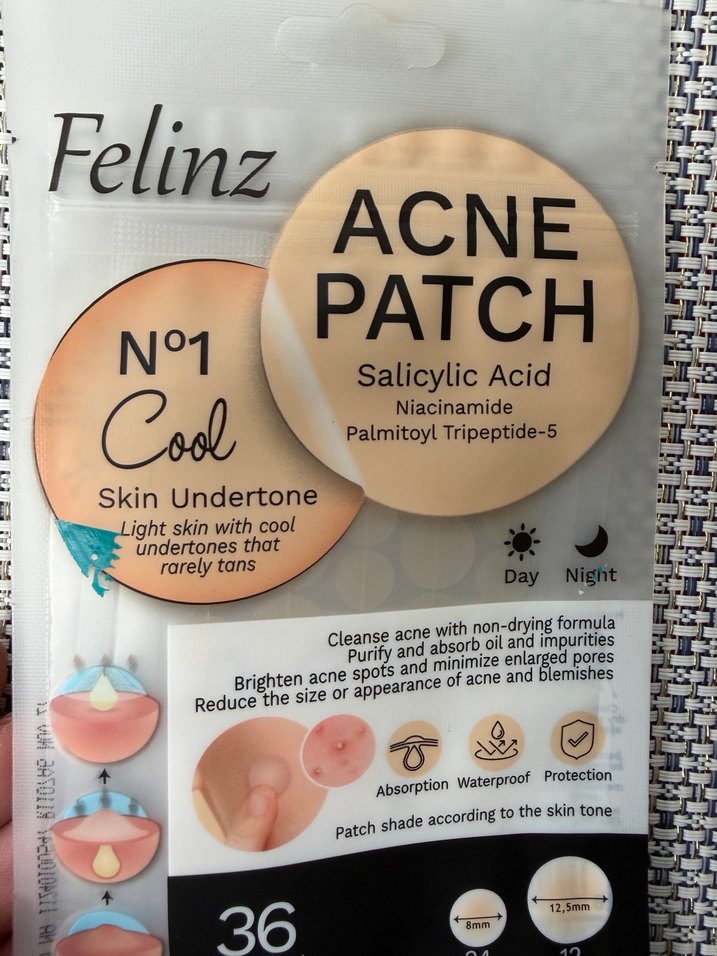 Felinz
ACNE
PATCH
Salicylic Acid
Niacinamide
Palmitoyl Tripeptide-5
Nº1
Cool
Skin Undertone
Light skin with cool
undertones that
rarely tans
Day
Night
Cleanse acne with non-drying formula
Purify and absorb oil and impurities
Brighten acne spots and minimize enlarged pores
Reduce the size or appearance of acne and blemishes
Absorption
Waterproof
Protection
Patch shade according to the skin tone
36
8mm
12,5mm